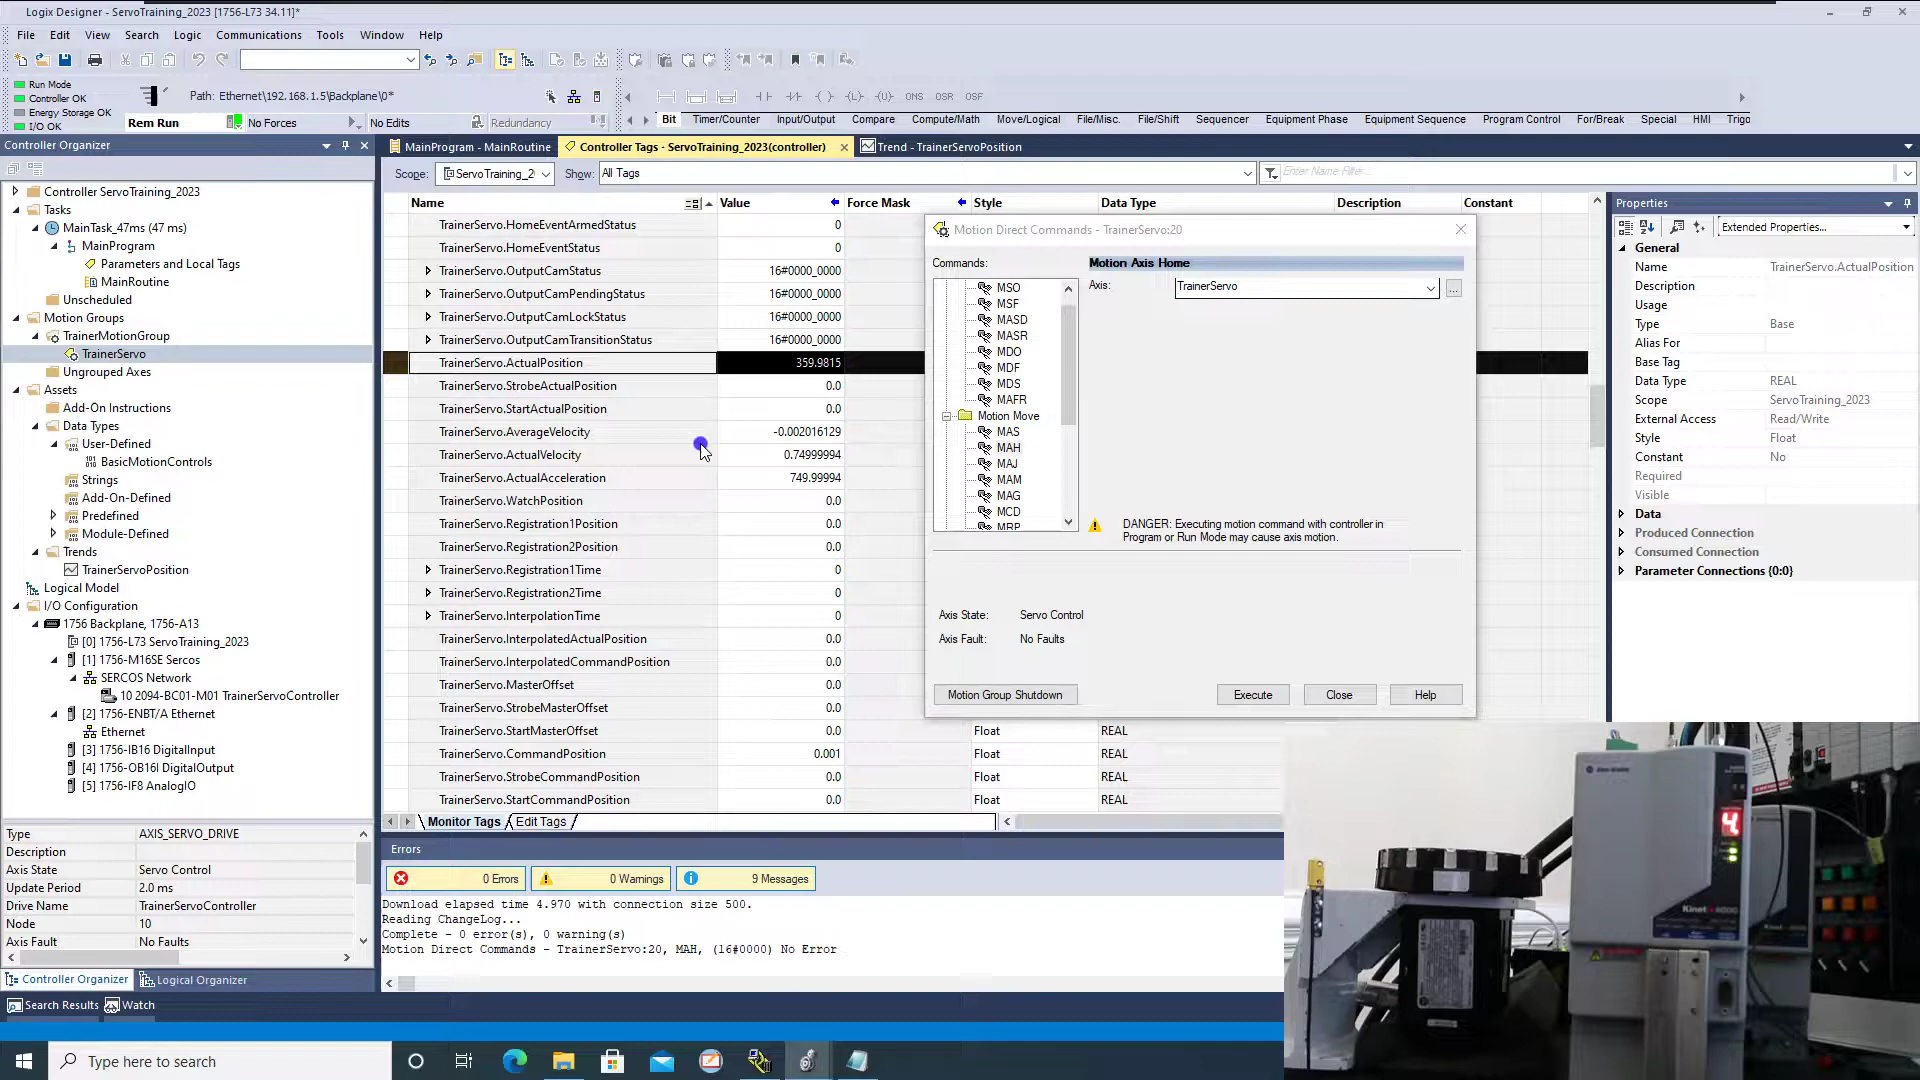 Logix Designer - ServoTraining_2023 [1756-L73 34.11]*
File Edit View Search Logic Communications Tools Window Help
Run Mode
Controller OK
Energy Storage OK
I/O OK
Path: Ethernet\192.168.1.5\Backplane\0*
Rem Run No Forces No Edits Redundancy
ONS OSR OSF
Bit Timer/Counter Input/Output Compare Compute/Math Move/Logical File/Misc. File/Shift Sequencer Equipment Phase Equipment Sequence Program Control For/Break Special HMI Trigo
Controller Organizer
MainProgram - MainRoutine Controller Tags - ServoTraining_2023(controller) Trend - TrainerServoPosition
Scope: ServoTraining_2 Show: All Tags Enter Name Filter...
Controller ServoTraining_2023
Tasks
MainTask_47ms (47 ms)
MainProgram
Parameters and Local Tags
MainRoutine
Unscheduled
Motion Groups
TrainerMotionGroup
TrainerServo
Ungrouped Axes
Assets
Add-On Instructions
Data Types
User-Defined
BasicMotionControls
Strings
Add-On-Defined
Predefined
Module-Defined
Trends
TrainerServoPosition
Logical Model
I/O Configuration
1756 Backplane, 1756-A13
[0] 1756-L73 ServoTraining_2023
[1] 1756-M16SE Sercos
SERCOS Network
10 2094-BC01-M01 TrainerServoController
[2] 1756-ENBT/A Ethernet
Ethernet
[3] 1756-IB16 DigitalInput
[4] 1756-OB16I DigitalOutput
[5] 1756-IF8 AnalogIO
Type AXIS_SERVO_DRIVE
Description
Axis State Servo Control
Update Period 2.0 ms
Drive Name TrainerServoController
Node 10
Axis Fault No Faults
Controller Organizer Logical Organizer
Search Results Watch
Name Value Force Mask Style Data Type Description Constant
TrainerServo.HomeEventArmedStatus 0
TrainerServo.HomeEventStatus 0
TrainerServo.OutputCamStatus 16#0000_0000
TrainerServo.OutputCamPendingStatus 16#0000_0000
TrainerServo.OutputCamLockStatus 16#0000_0000
TrainerServo.OutputCamTransitionStatus 16#0000_0000
TrainerServo.ActualPosition 359.9815
TrainerServo.StrobeActualPosition 0.0
TrainerServo.StartActualPosition 0.0
TrainerServo.AverageVelocity -0.002016129
TrainerServo.ActualVelocity 0.74999994
TrainerServo.ActualAcceleration 749.99994
TrainerServo.WatchPosition 0.0
TrainerServo.Registration1Position 0.0
TrainerServo.Registration2Position 0.0
TrainerServo.Registration1Time 0
TrainerServo.Registration2Time 0
TrainerServo.InterpolationTime 0
TrainerServo.InterpolatedActualPosition 0.0
TrainerServo.InterpolatedCommandPosition 0.0
TrainerServo.MasterOffset 0.0
TrainerServo.StrobeMasterOffset 0.0
TrainerServo.StartMasterOffset 0.0 Float REAL
TrainerServo.CommandPosition 0.001 Float REAL
TrainerServo.StrobeCommandPosition 0.0 Float REAL
TrainerServo.StartCommandPosition 0.0 Float REAL
Monitor Tags Edit Tags
Motion Direct Commands - TrainerServo:20
Commands: Motion Axis Home
Axis: TrainerServo ...
MSO
MSF
MASD
MASR
MDO
MDF
MDS
MAFR
Motion Move
MAS
MAH
MAJ
MAM
MAG
MCD
MRP
DANGER: Executing motion command with controller in
Program or Run Mode may cause axis motion.
Axis State: Servo Control
Axis Fault: No Faults
Motion Group Shutdown Execute Close Help
Properties
Extended Properties...
General
Name TrainerServo.ActualPosition
Description
Usage
Type Base
Alias For
Base Tag
Data Type REAL
Scope ServoTraining_2023
External Access Read/Write
Style Float
Constant No
Required
Visible
Data
Produced Connection
Consumed Connection
Parameter Connections {0:0}
Errors
0 Errors 0 Warnings 9 Messages
Download elapsed time 4.970 with connection size 500.
Reading ChangeLog...
Complete - 0 error(s), 0 warning(s)
Motion Direct Commands - TrainerServo:20, MAH, (16#0000) No Error
4
Type here to search